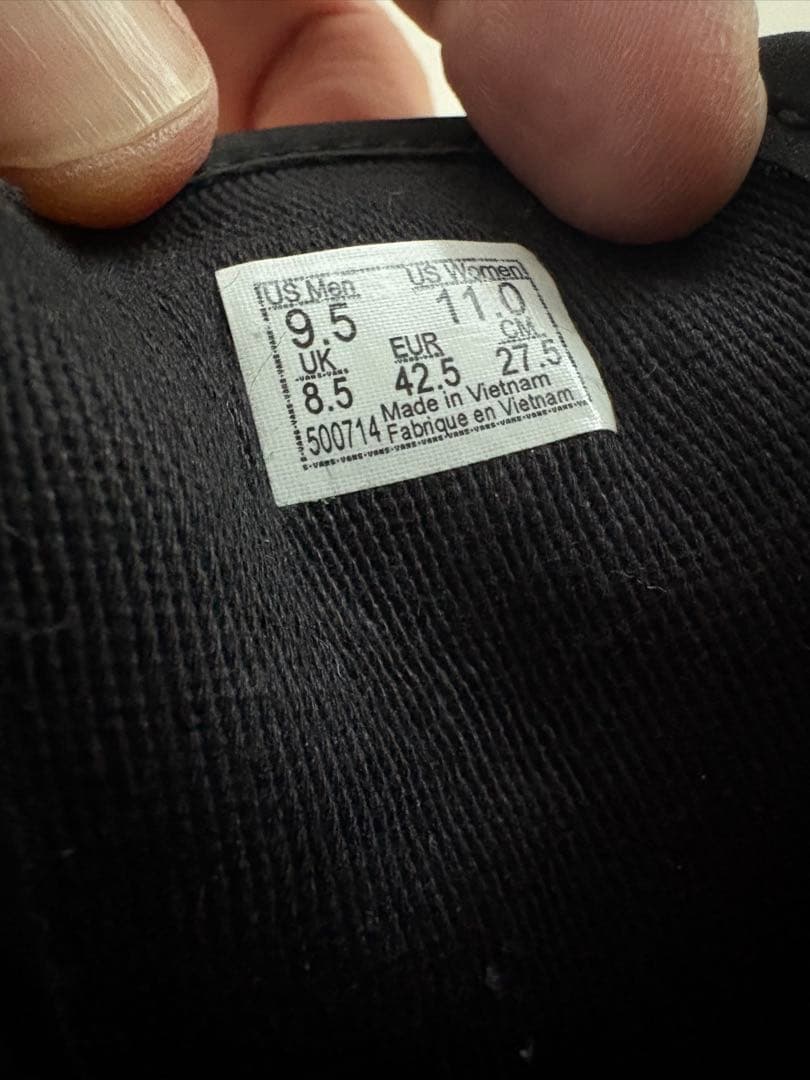 US Men US Women
9.5 11.0
UK EUR CM.
8.5 42.5 27.5
500714 Made in Vietnam
Fabrique en Vietnam